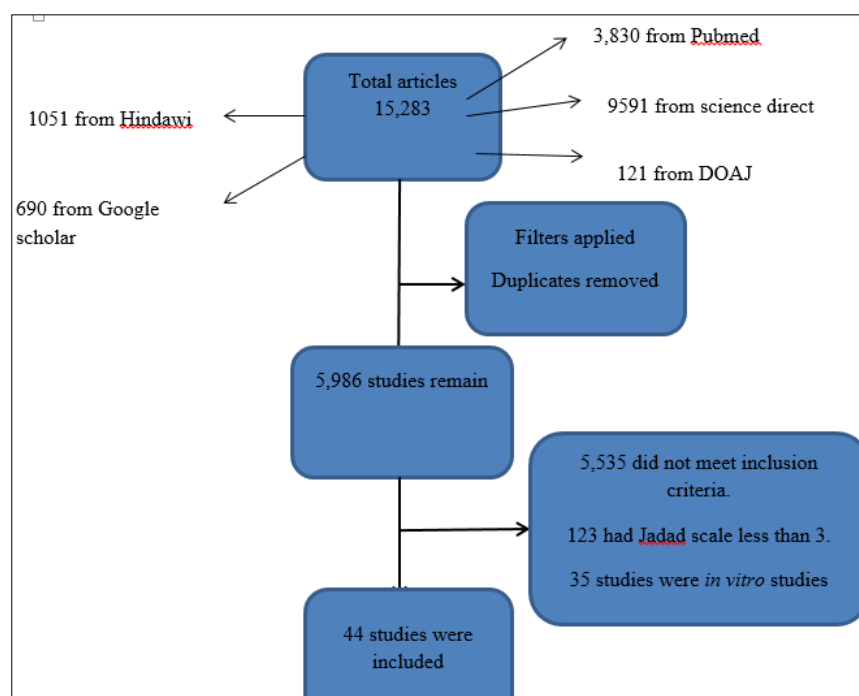 3,830 from Pubmed
Total articles
15,283
1051 from Hindawi
9591 from science direct
121 from DOAJ
690 from Google
scholar
Filters applied
Duplicates removed
5,986 studies remain
5,535 did not meet inclusion
criteria.
123 had Jadad scale less than 3.
35 studies were in vitro studies
44 studies were
included